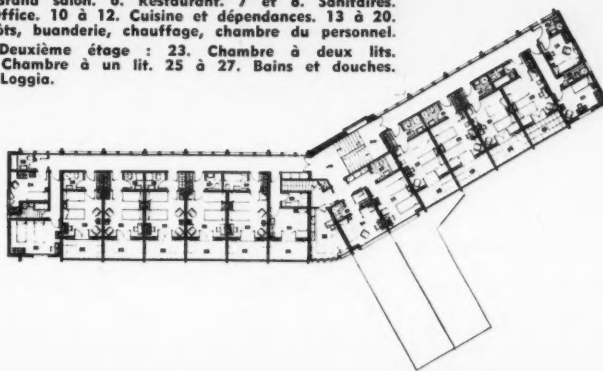 Grand salon. 6. Restaurant. 7 et 8. Sanitaires.
ffice. 10 à 12. Cuisine et dépendances. 13 à 20.
ôts, buanderie, chauffage, chambre du personnel.
Deuxième étage : 23. Chambre à deux lits.
Chambre à un lit. 25 à 27. Bains et douches.
Loggia.